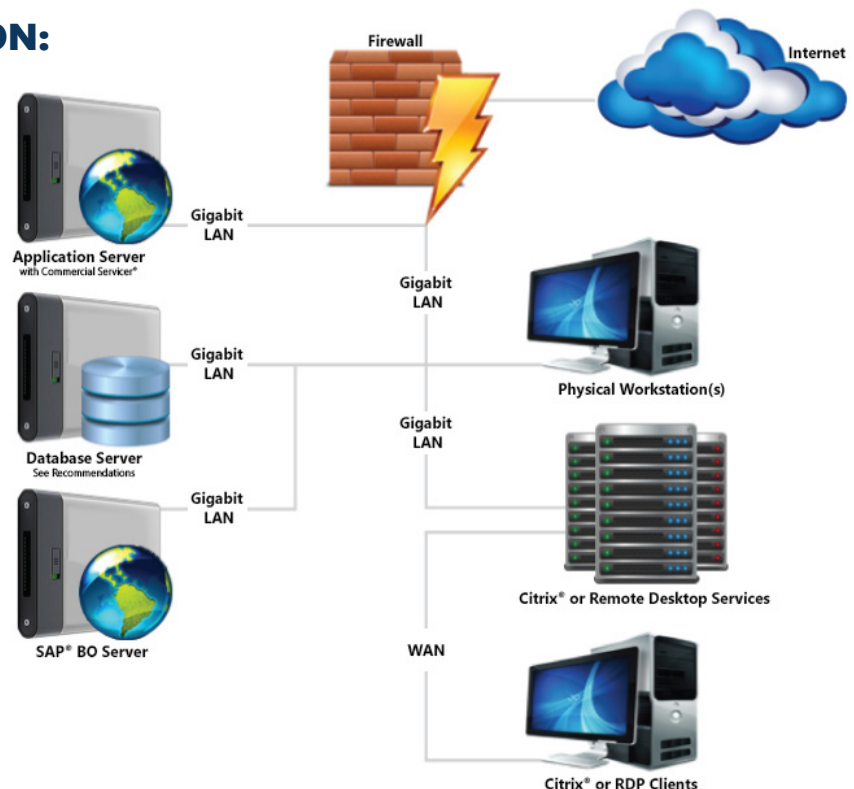 ON:
Firewall
Internet
Gigabit
LAN
Application Server
with Commercial Servicer®
Gigabit
LAN
Gigabit
LAN
Physical Workstation(s)
Database Server
See Recommendations
Gigabit
LAN
Gigabit
LAN
Citrix® or Remote Desktop Services
SAP® BO Server
WAN
Citrix® or RDP Clients